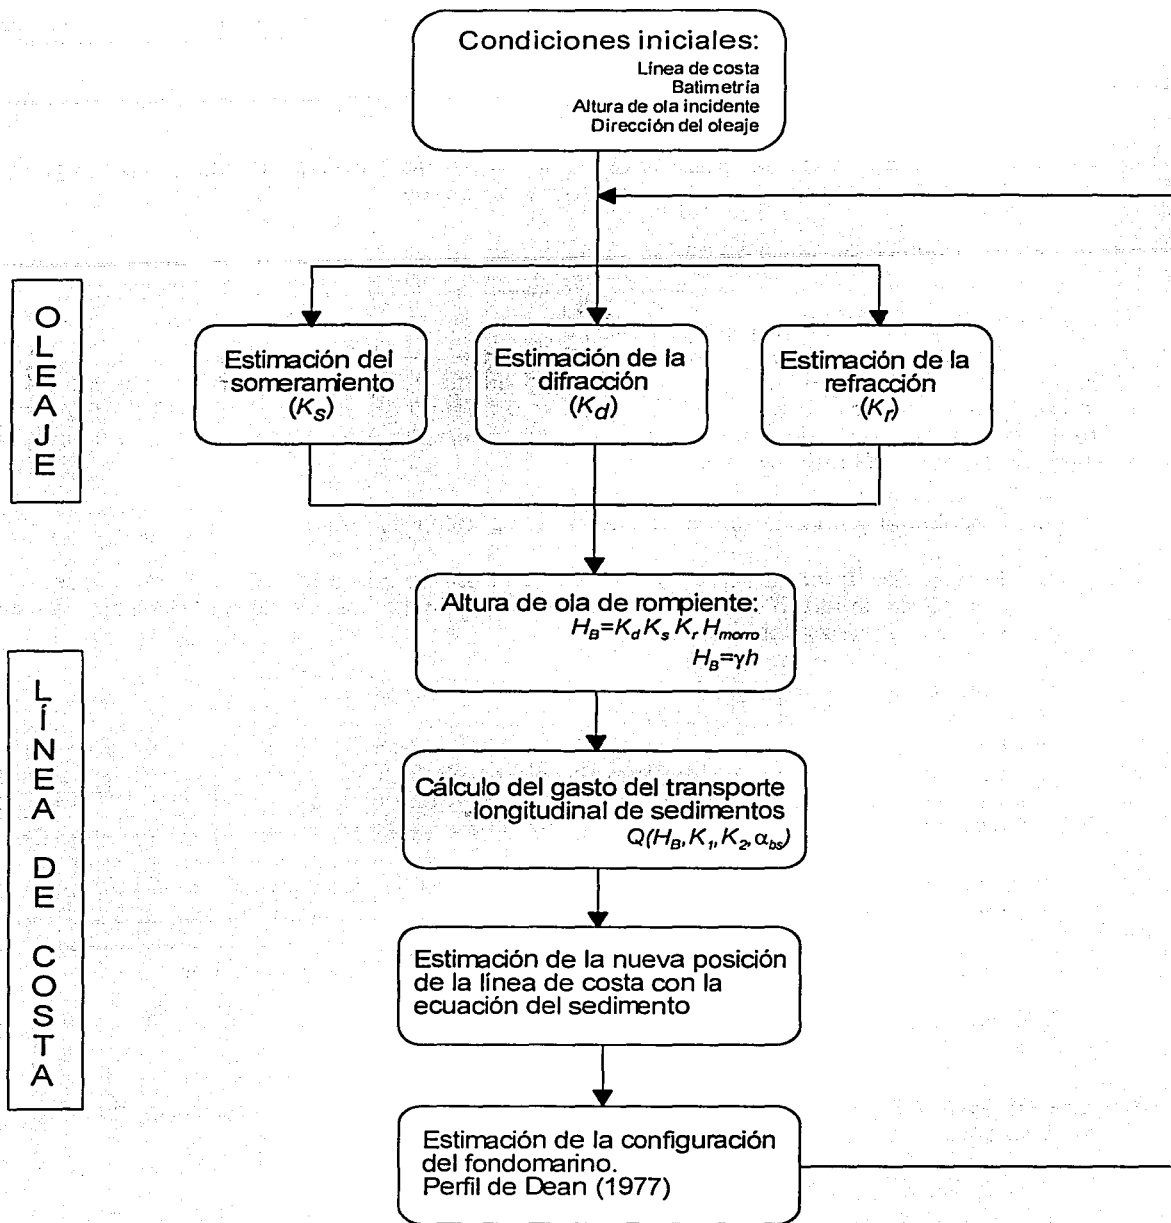 Condiciones iniciales:
Línea de costa
Batimetría
Altura de ola incidente
Dirección del oleaje
OLEAJE
Estimación del
someramiento
(Ks)
Estimación de la
difracción
(Kd)
Estimación de la
refracción
(Kr)
Altura de ola de rompiente:
HB=Kd Ks Kr Hmorro
HB=γh
LÍNEA DE COSTA
Cálculo del gasto del transporte
longitudinal de sedimentos
Q(HB,K1,K2,αbs)
Estimación de la nueva posición
de la línea de costa con la
ecuación del sedimento
Estimación de la configuración
del fondomarino.
Perfil de Dean (1977)